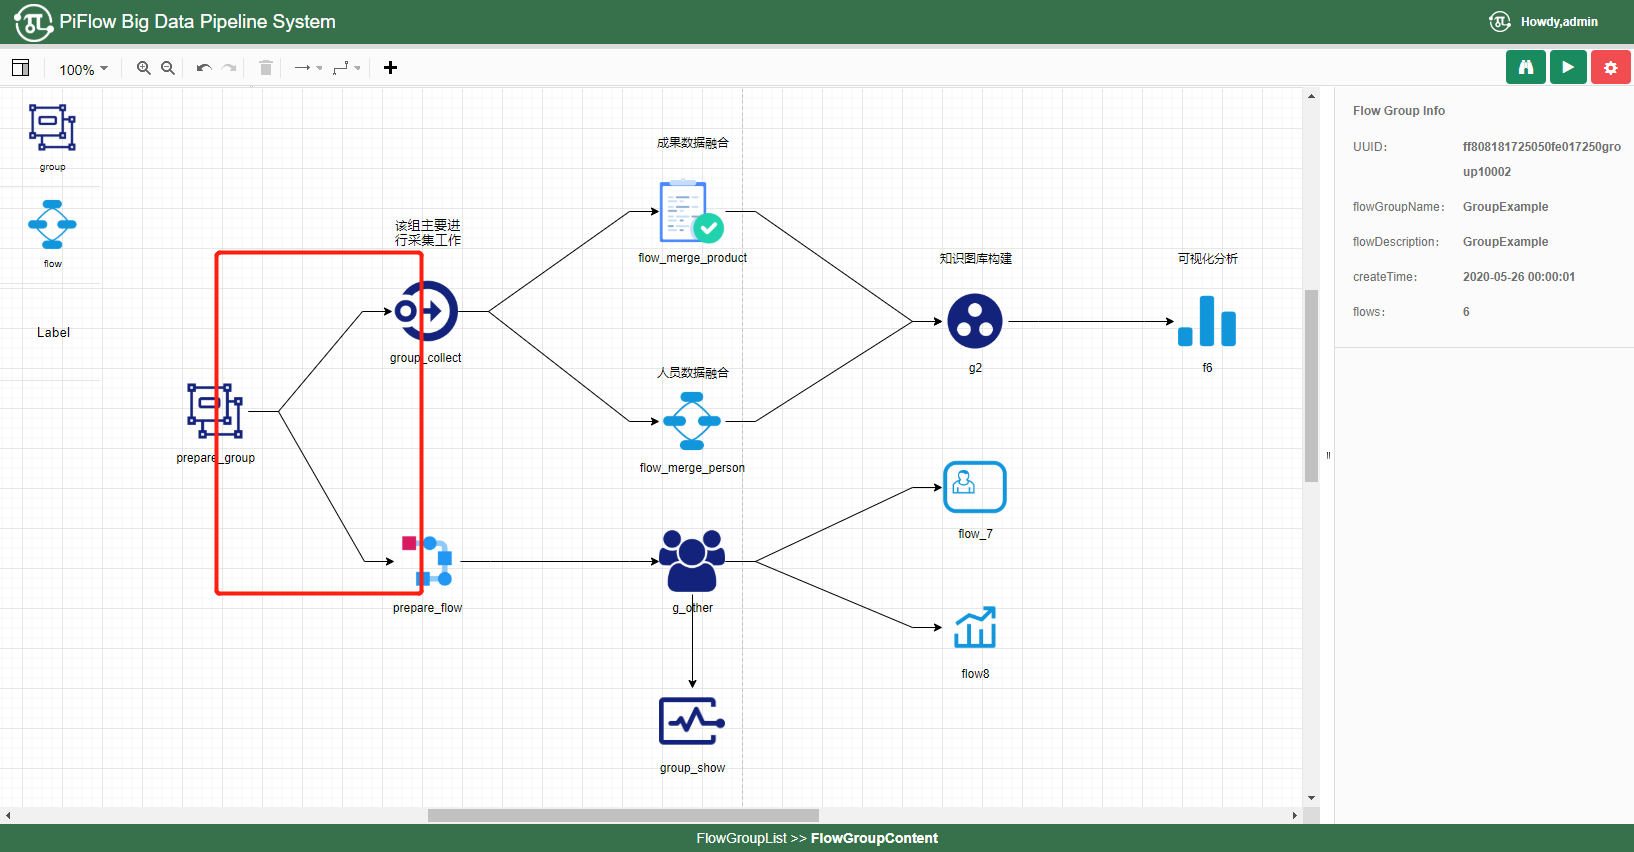 PiFlow Big Data Pipeline System
Howdy,admin
100%
group
flow
Label
成果数据融合
该组主要进
行采集工作
flow_merge_product
知识图库构建
可视化分析
group_collect
人员数据融合
g2
f6
prepare_group
flow_merge_person
flow_7
prepare_flow
g_other
flow8
group_show
Flow Group Info
UUID:
ff808181725050fe017250gro
up10002
flowGroupName:
GroupExample
flowDescription:
GroupExample
createTime:
2020-05-26 00:00:01
flows:
6
FlowGroupList >> FlowGroupContent